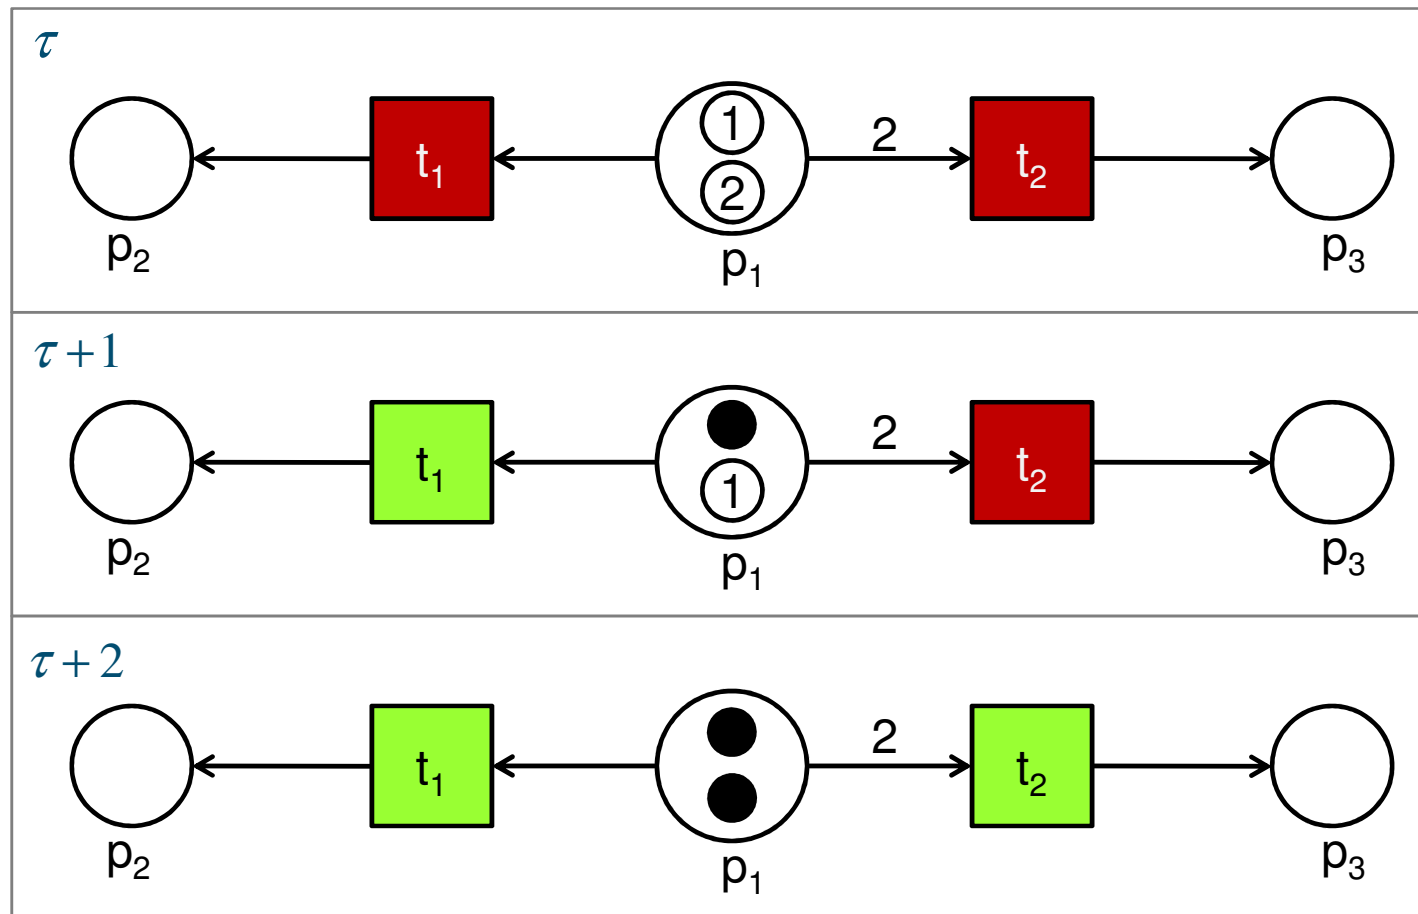 τ
1
2
t₁
2
t₂
p₂
p₁
p₃
τ+1
2
t₁
1
t₂
p₂
p₁
p₃
τ+2
2
t₁
t₂
p₂
p₁
p₃